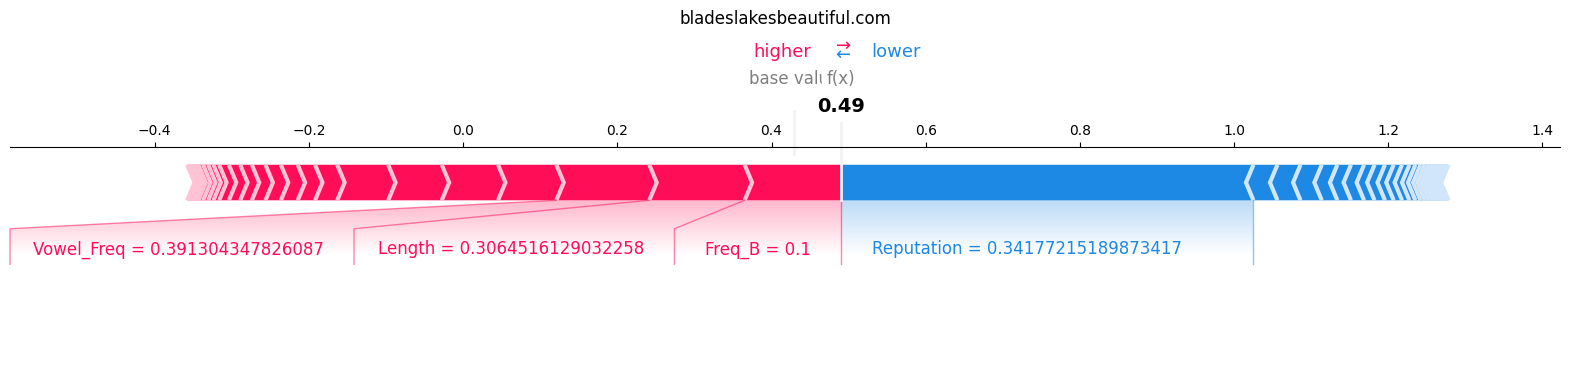 bladeslakesbeautiful.com
higher ⇄ lower
base valu f(x)
0.49
−0.4 −0.2 0.0 0.2 0.4 0.6 0.8 1.0 1.2 1.4
Vowel_Freq = 0.391304347826087 Length = 0.3064516129032258 Freq_B = 0.1 Reputation = 0.34177215189873417